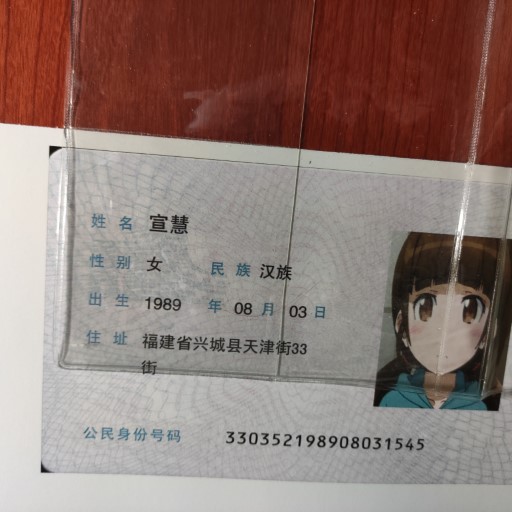 姓名 宣慧
性别 女 民族 汉族
出生 1989 年 08 月 03 日
住址 福建省兴城县天津街33
街
公民身份号码 330352198908031545